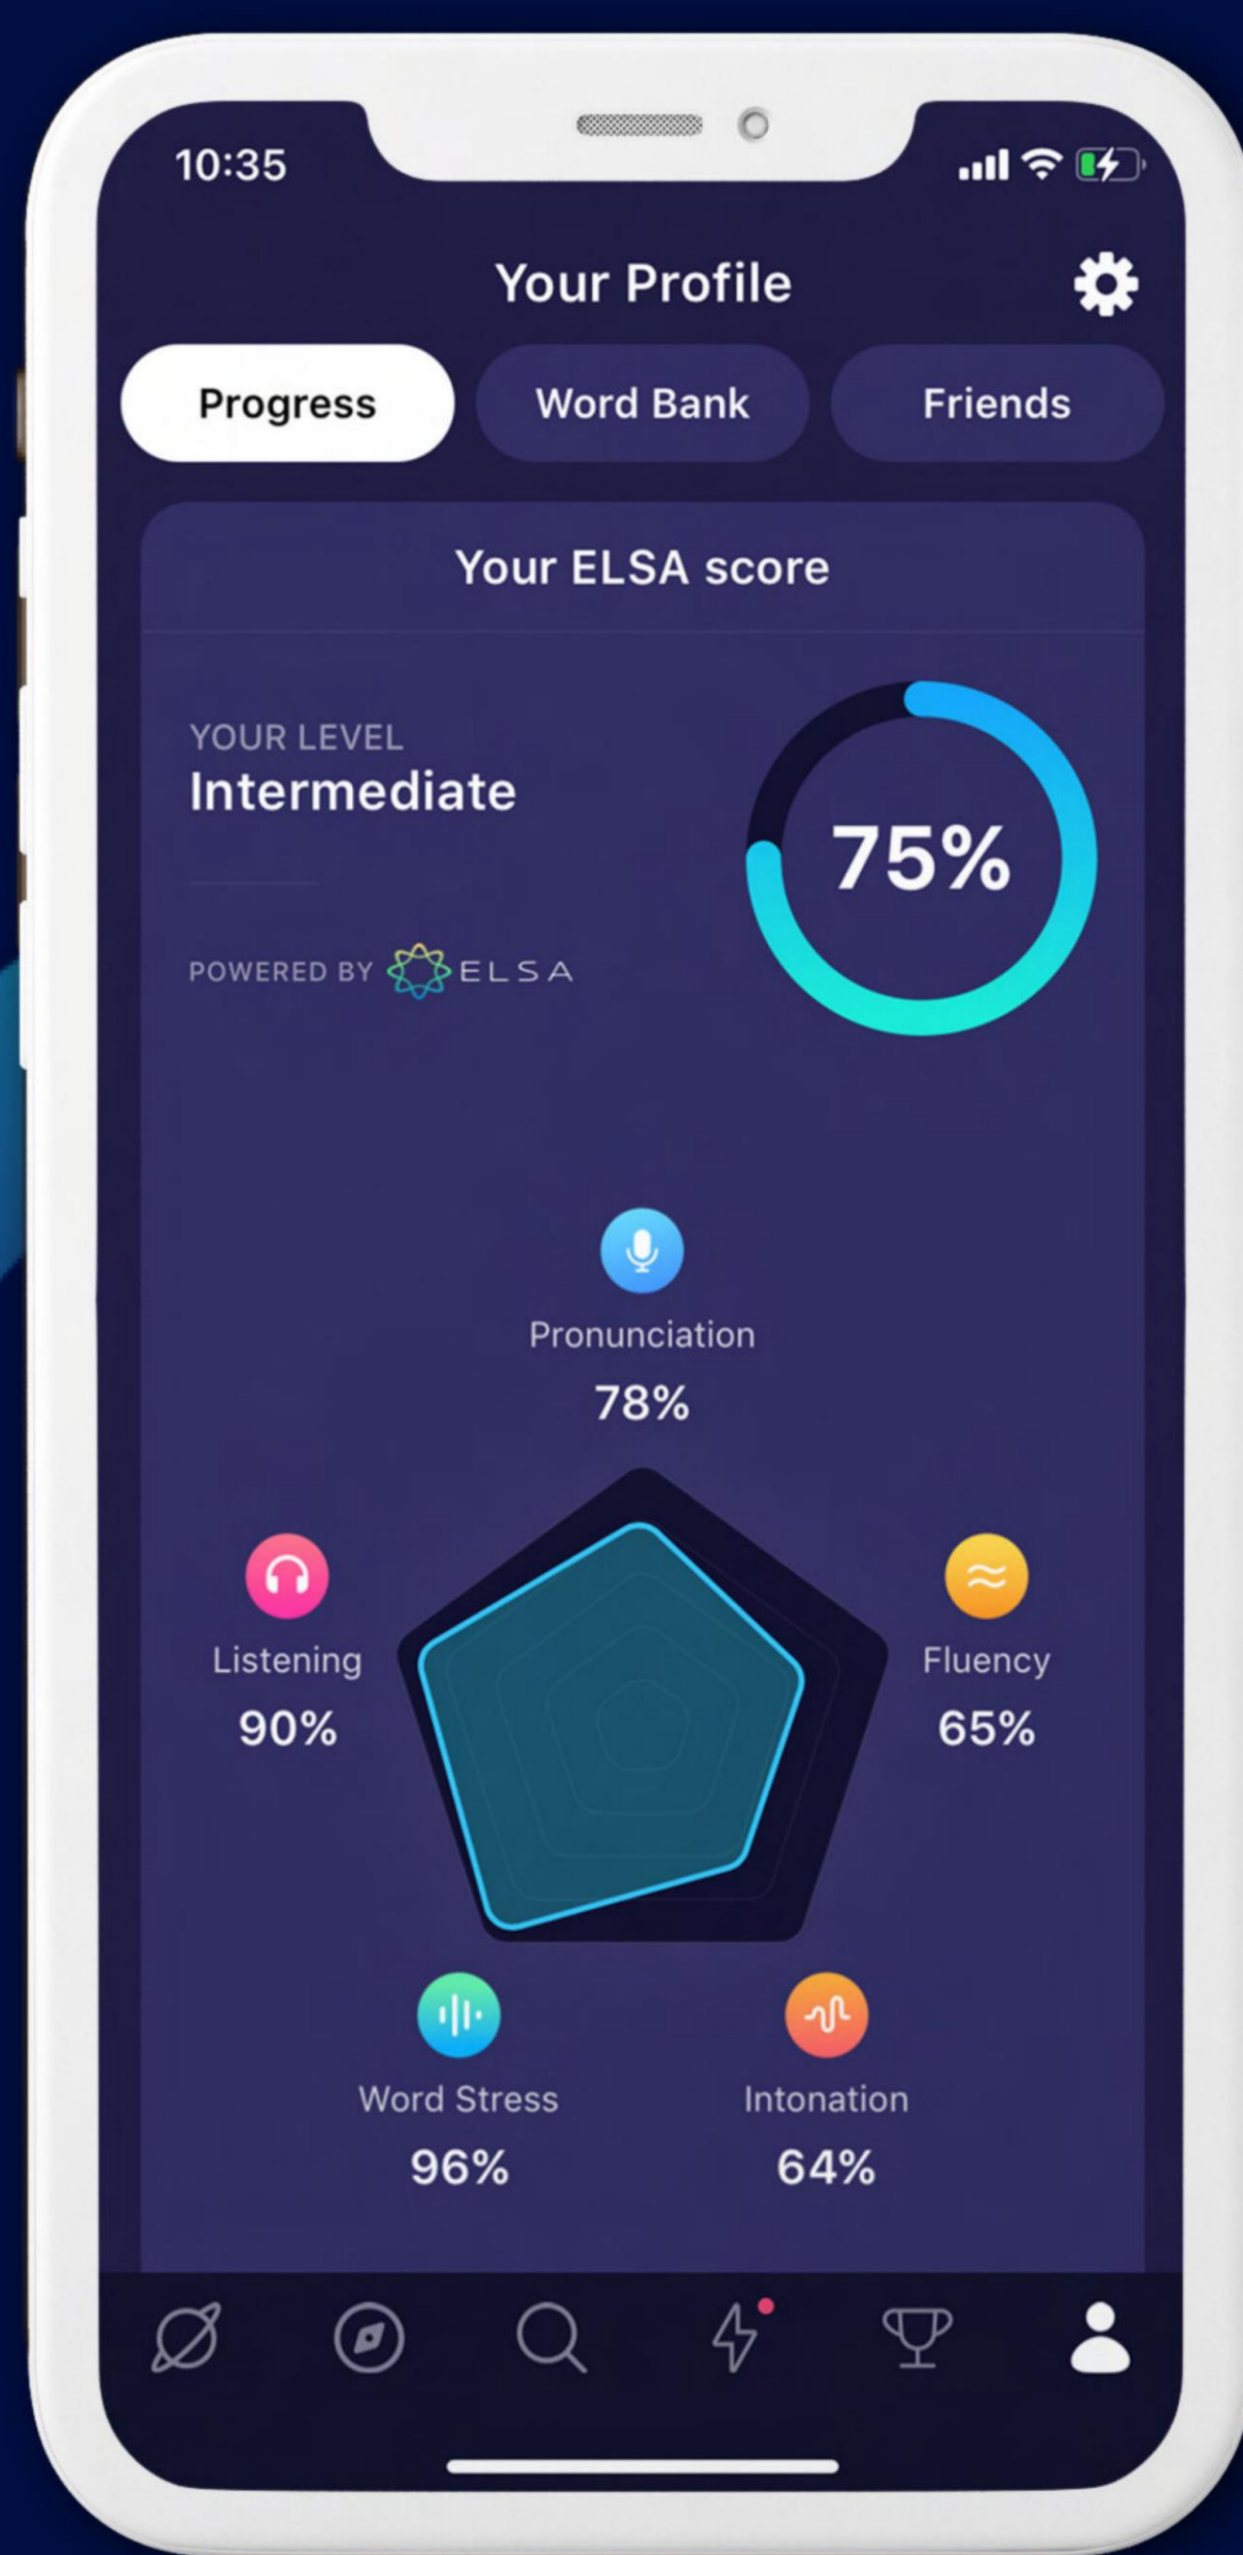 10:35
Your Profile
Progress
Word Bank
Friends
Your ELSA score
YOUR LEVEL
Intermediate
75%
POWERED BY ELSA
Pronunciation
78%
Listening
90%
Fluency
65%
Word Stress
96%
Intonation
64%